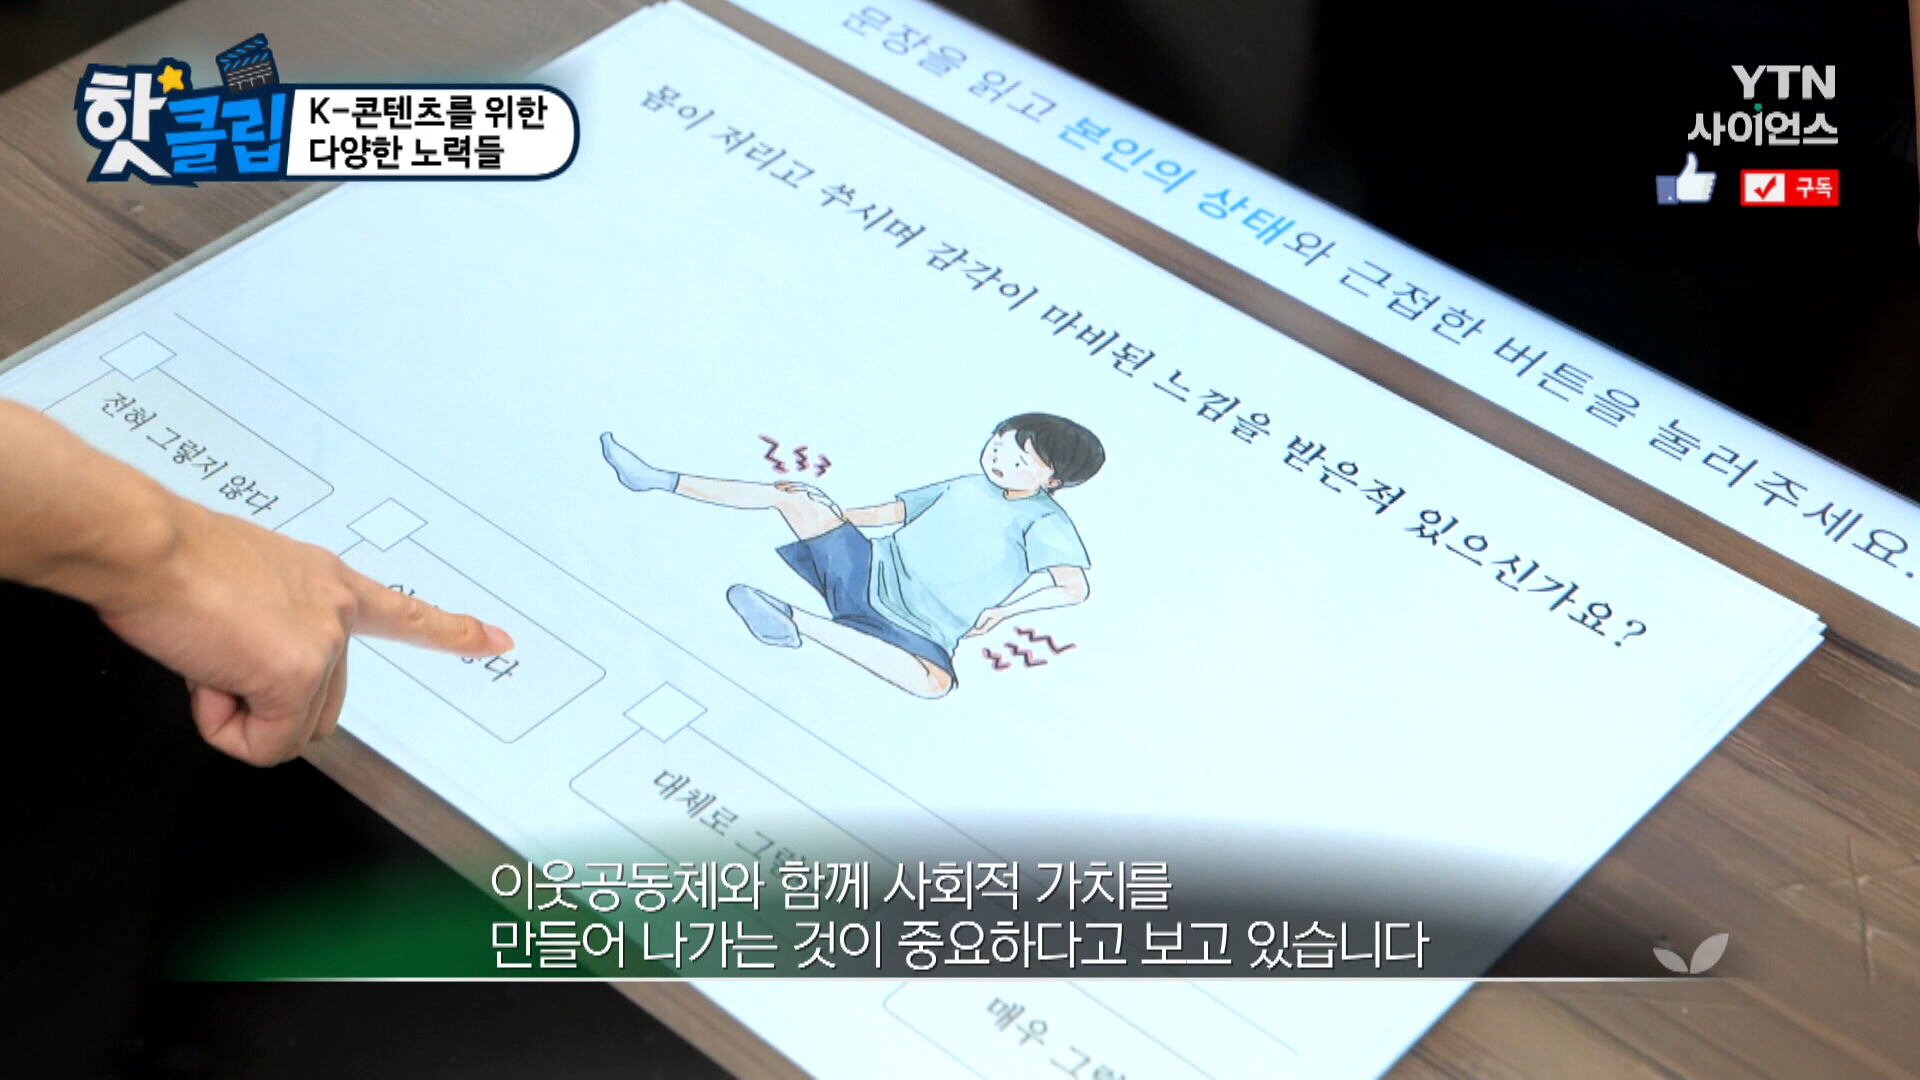 핫클립
K-콘텐츠를 위한
다양한 노력들
YTN
사이언스
구독
문장을 읽고 본인의 상태와 근접한 버튼을 눌러주세요.
몸이 저리고 쑤시며 감각이 마비된 느낌을 받은적 있으신가요?
전혀 그렇지 않다
대체로
매우
이웃공동체와 함께 사회적 가치를
만들어 나가는 것이 중요하다고 보고 있습니다